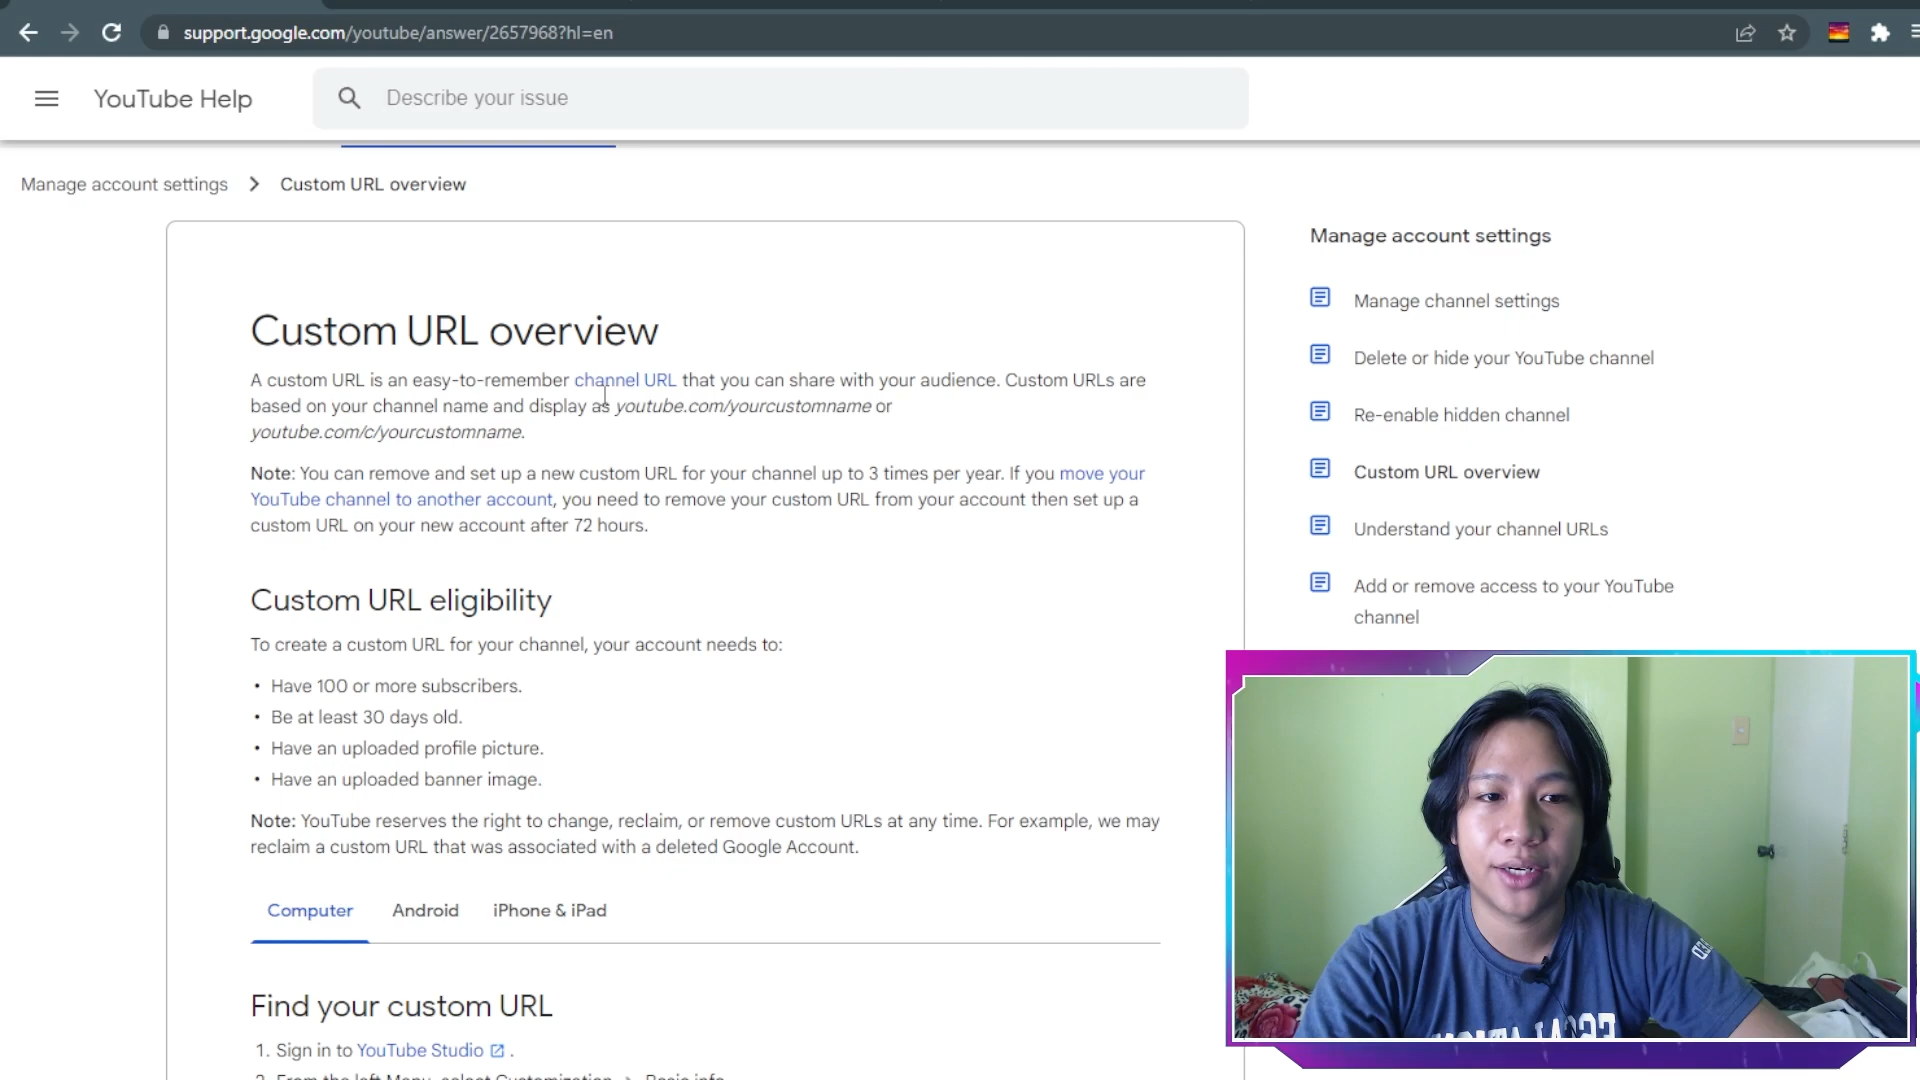 support.google.com/youtube/answer/2657968?hl=en
YouTube Help
Describe your issue
Manage account settings > Custom URL overview
Custom URL overview
A custom URL is an easy-to-remember channel URL that you can share with your audience. Custom URLs are
based on your channel name and display as youtube.com/yourcustomname or
youtube.com/c/yourcustomname.
Note: You can remove and set up a new custom URL for your channel up to 3 times per year. If you move your
YouTube channel to another account, you need to remove your custom URL from your account then set up a
custom URL on your new account after 72 hours.
Custom URL eligibility
To create a custom URL for your channel, your account needs to:
• Have 100 or more subscribers.
• Be at least 30 days old.
• Have an uploaded profile picture.
• Have an uploaded banner image.
Note: YouTube reserves the right to change, reclaim, or remove custom URLs at any time. For example, we may
reclaim a custom URL that was associated with a deleted Google Account.
Computer Android iPhone & iPad
Find your custom URL
1. Sign in to YouTube Studio .
2. From the left Menu, select Customization > Basic info
Manage account settings
Manage channel settings
Delete or hide your YouTube channel
Re-enable hidden channel
Custom URL overview
Understand your channel URLs
Add or remove access to your YouTube
channel